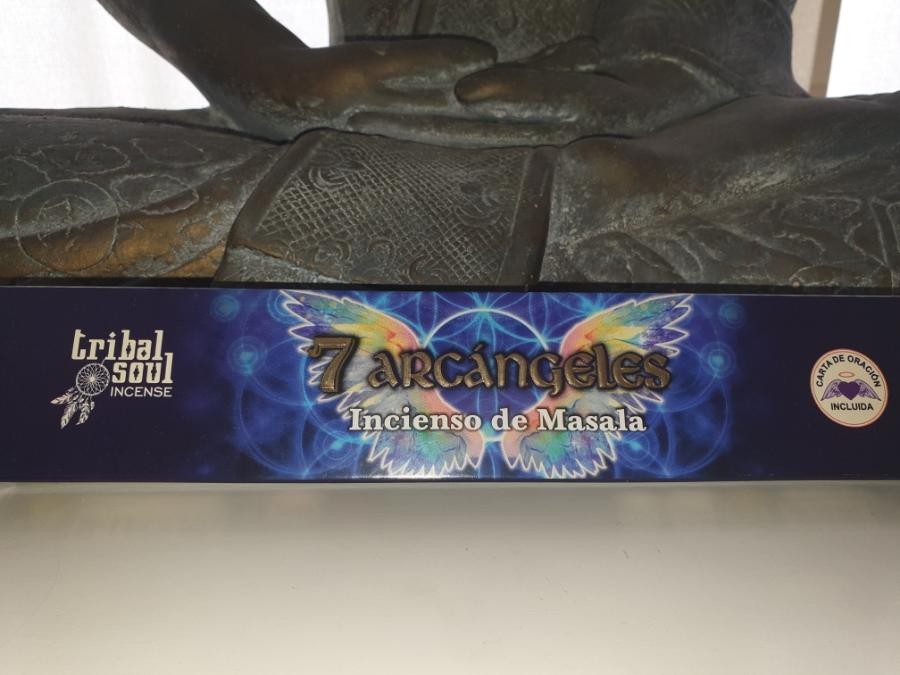 tribal
soul
INCENSE
7 arcángeles
Incienso de Masala
CARTA DE ORACIÓN
INCLUIDA